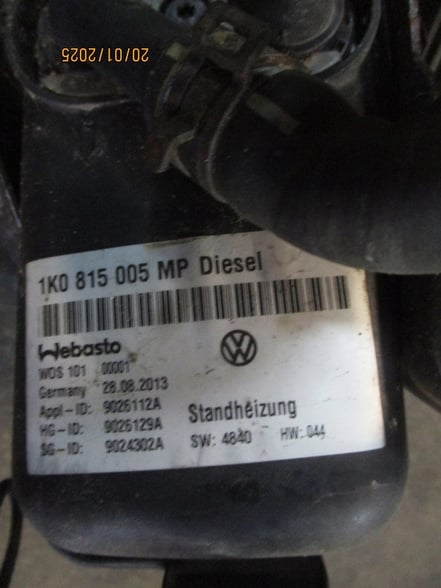 20/01/2025
1K0 815 005 MP Diesel
Webasto
WOS 101 00001
Germany 28.08.2013
Appl-ID: 9026112A
HG-ID: 9026129A
SG-ID: 9024302A
Standheizung
SW: 4840 HW: 044